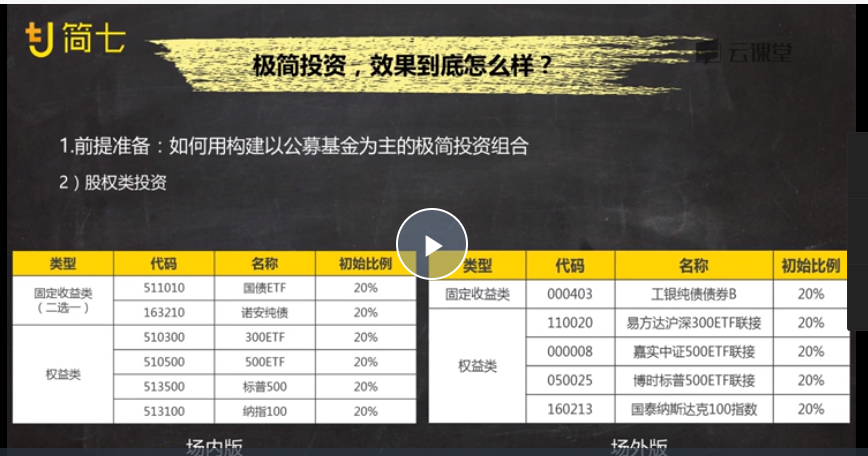 简七
云课堂
极简投资，效果到底怎么样？
1.前提准备：如何用构建以公募基金为主的极简投资组合
2）股权类投资
类型 代码 名称 初始比例
固定收益类（二选一） 511010 国债ETF 20%
163210 诺安纯债 20%
权益类 510300 300ETF 20%
510500 500ETF 20%
513500 标普500 20%
513100 纳指100 20%
场内版
类型 代码 名称 初始比例
固定收益类 000403 工银纯债债券B 20%
权益类 110020 易方达沪深300ETF联接 20%
000008 嘉实中证500ETF联接 20%
050025 博时标普500ETF联接 20%
160213 国泰纳斯达克100指数 20%
场外版